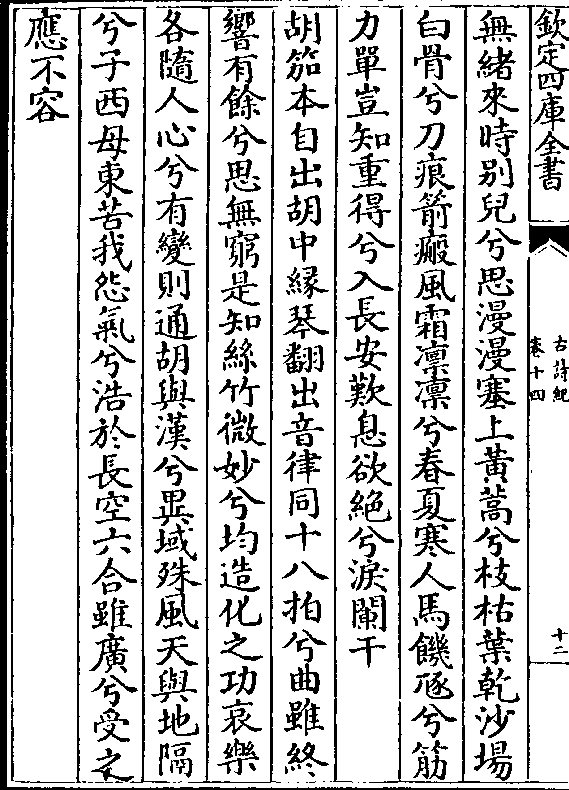 欽定四庫全書
古詩紀
卷十四
十二
無緒來時别兒兮思漫漫塞上黃蒿兮枝枯葉乾沙場
白骨兮刀痕箭瘢風霜凛凛兮春夏寒人馬饑豗兮筋
力單豈知重得兮入長安歎息欲絶兮淚闌干
胡笳本自出胡中緣琴翻出音律同十八拍兮曲雖終
響有餘兮思無窮是知絲竹微妙兮均造化之功哀樂
各隨人心兮有變則通胡與漢兮異域殊風天與地隔
兮子西母東苦我怨氣兮浩於長空六合雖廣兮受之
應不容